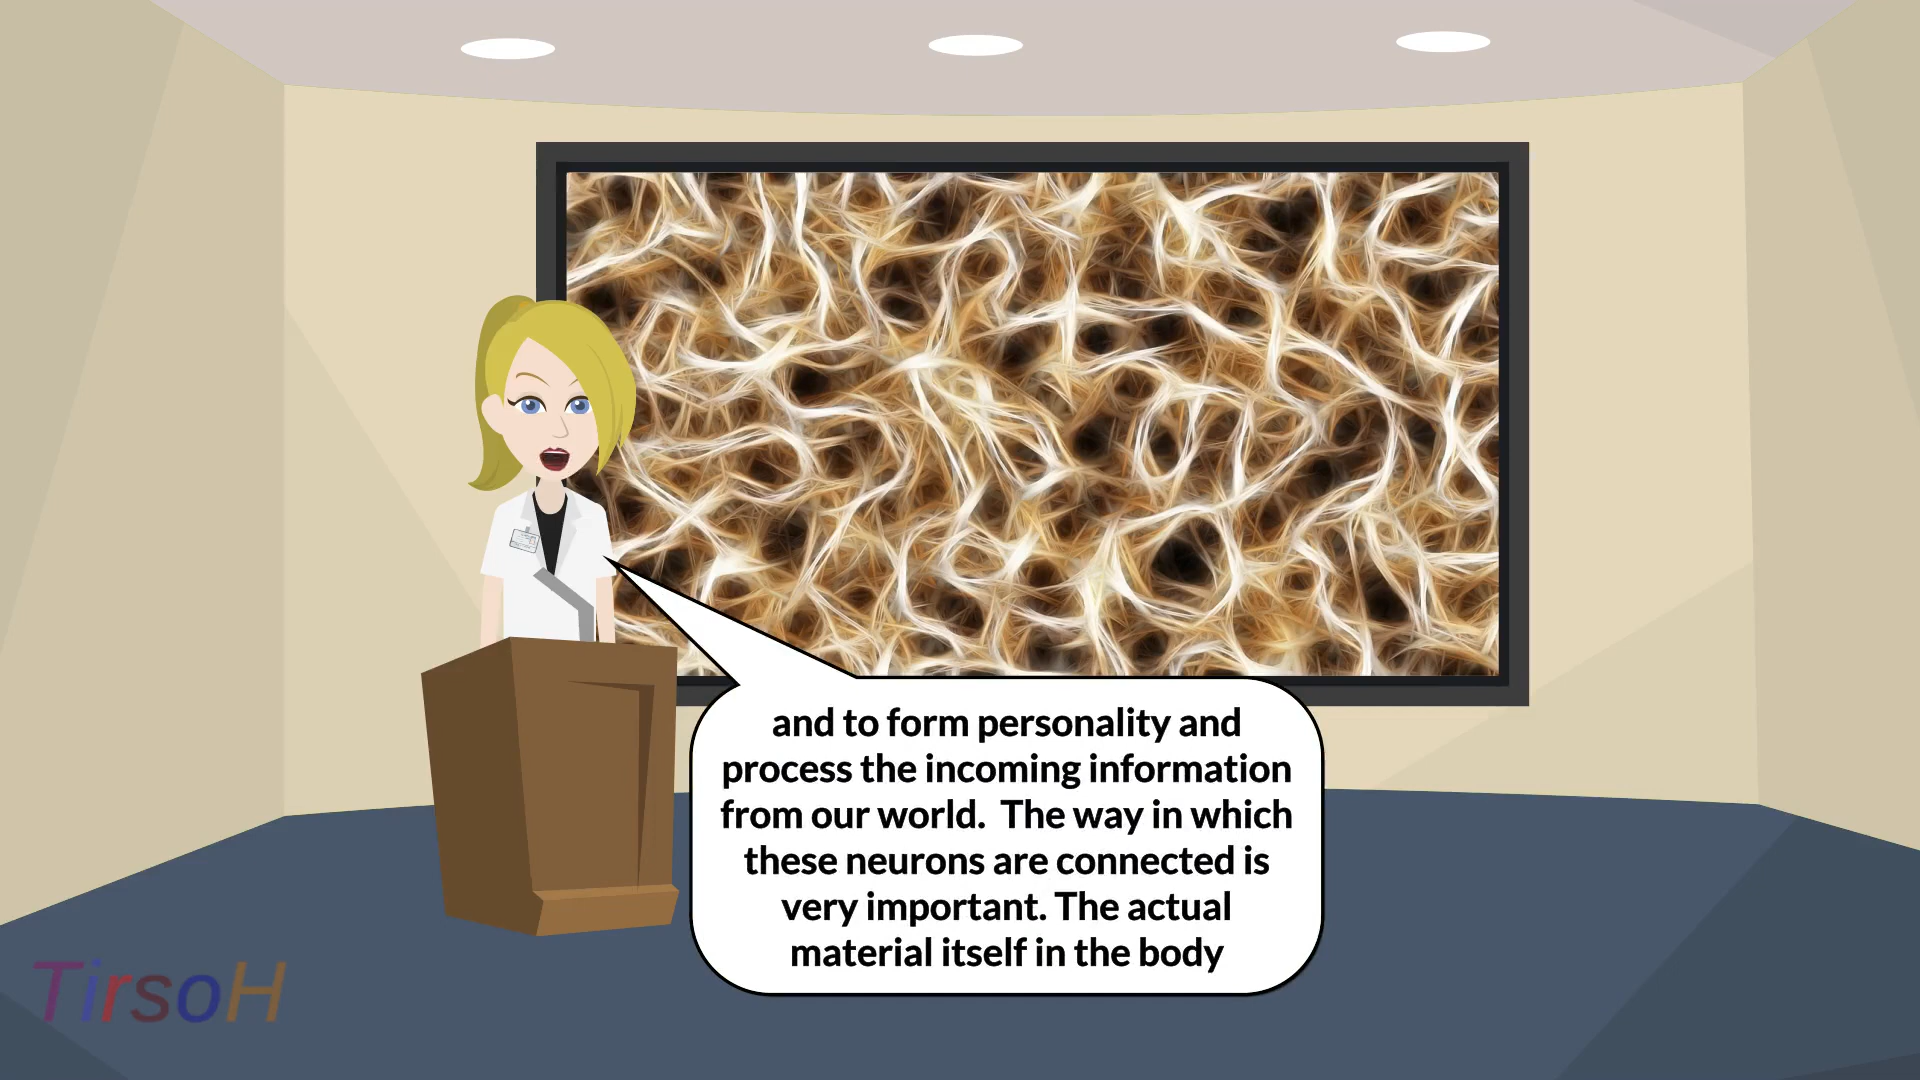 and to form personality and
process the incoming information
from our world.  The way in which
these neurons are connected is
very important. The actual
material itself in the body
TirsoH